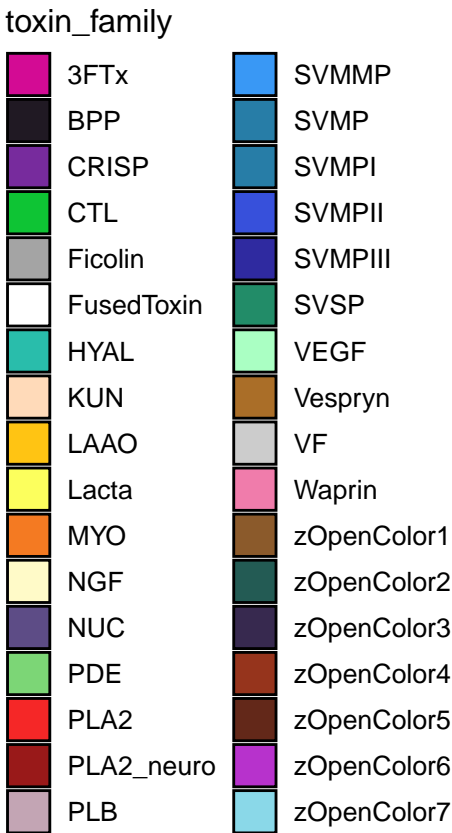 toxin_family
3FTx
BPP
CRISP
CTL
Ficolin
FusedToxin
HYAL
KUN
LAAO
Lacta
MYO
NGF
NUC
PDE
PLA2
PLA2_neuro
PLB
SVMMP
SVMP
SVMPI
SVMPII
SVMPIII
SVSP
VEGF
Vespryn
VF
Waprin
zOpenColor1
zOpenColor2
zOpenColor3
zOpenColor4
zOpenColor5
zOpenColor6
zOpenColor7